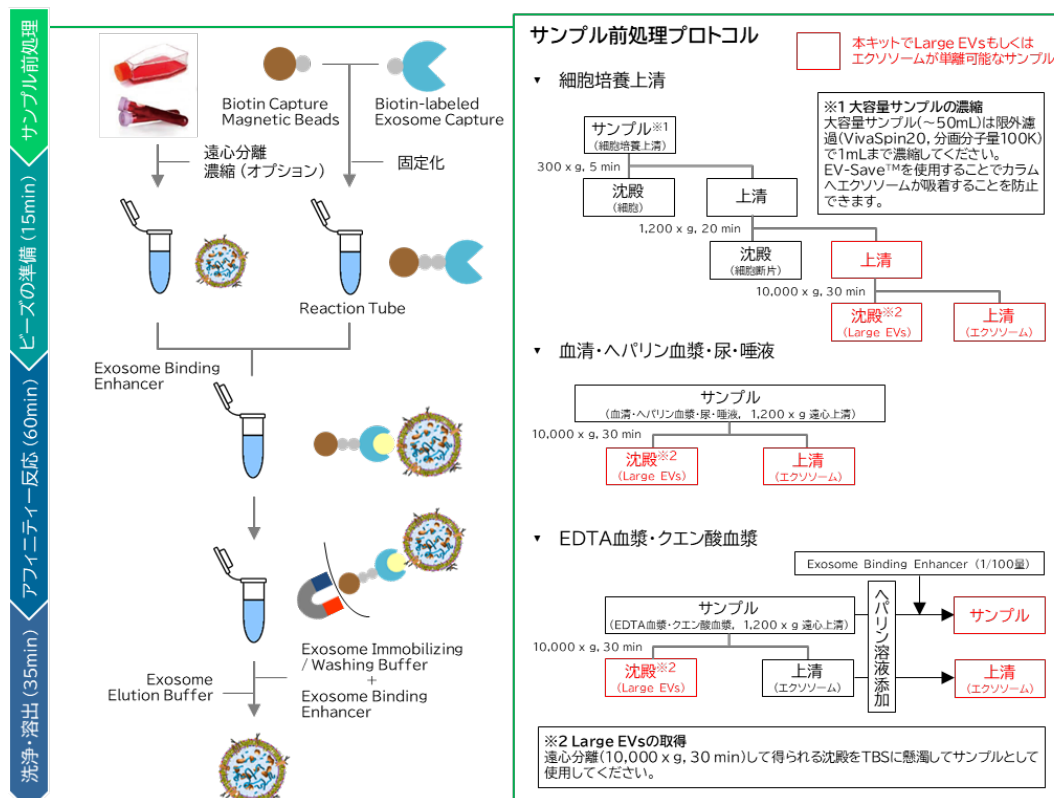 サンプル前処理
ビーズの準備 (15min)
アフィニティー反応 (60min)
洗浄・溶出 (35min)
Biotin Capture
Magnetic Beads
Biotin-labeled
Exosome Capture
遠心分離
濃縮 (オプション)
固定化
Reaction Tube
Exosome Binding
Enhancer
Exosome Immobilizing
/ Washing Buffer
+
Exosome Binding
Enhancer
Exosome
Elution Buffer
サンプル前処理プロトコル
本キットでLarge EVsもしくは
エクソソームが単離可能なサンプル
▼ 細胞培養上清
サンプル※1
(細胞培養上清)
300 x g, 5 min
沈殿
(細胞)
上清
1,200 x g, 20 min
沈殿
(細胞断片)
上清
10,000 x g, 30 min
沈殿※2
(Large EVs)
上清
(エクソソーム)
※1 大容量サンプルの濃縮
大容量サンプル(~50mL)は限外濾
過(VivaSpin20, 分画分子量100K)
で1mLまで濃縮してください。
EV-Save™を使用することでカラム
へエクソソームが吸着することを防止
できます。
▼ 血清・ヘパリン血漿・尿・唾液
サンプル
(血清・ヘパリン血漿・尿・唾液, 1,200 x g 遠心上清)
10,000 x g, 30 min
沈殿※2
(Large EVs)
上清
(エクソソーム)
▼ EDTA血漿・クエン酸血漿
Exosome Binding Enhancer (1/100量)
サンプル
(EDTA血漿・クエン酸血漿, 1,200 x g 遠心上清)
10,000 x g, 30 min
沈殿※2
(Large EVs)
上清
(エクソソーム)
ヘパリン溶液添加
サンプル
上清
(エクソソーム)
※2 Large EVsの取得
遠心分離(10,000 x g, 30 min)して得られる沈殿をTBSに懸濁してサンプルとして
使用してください。